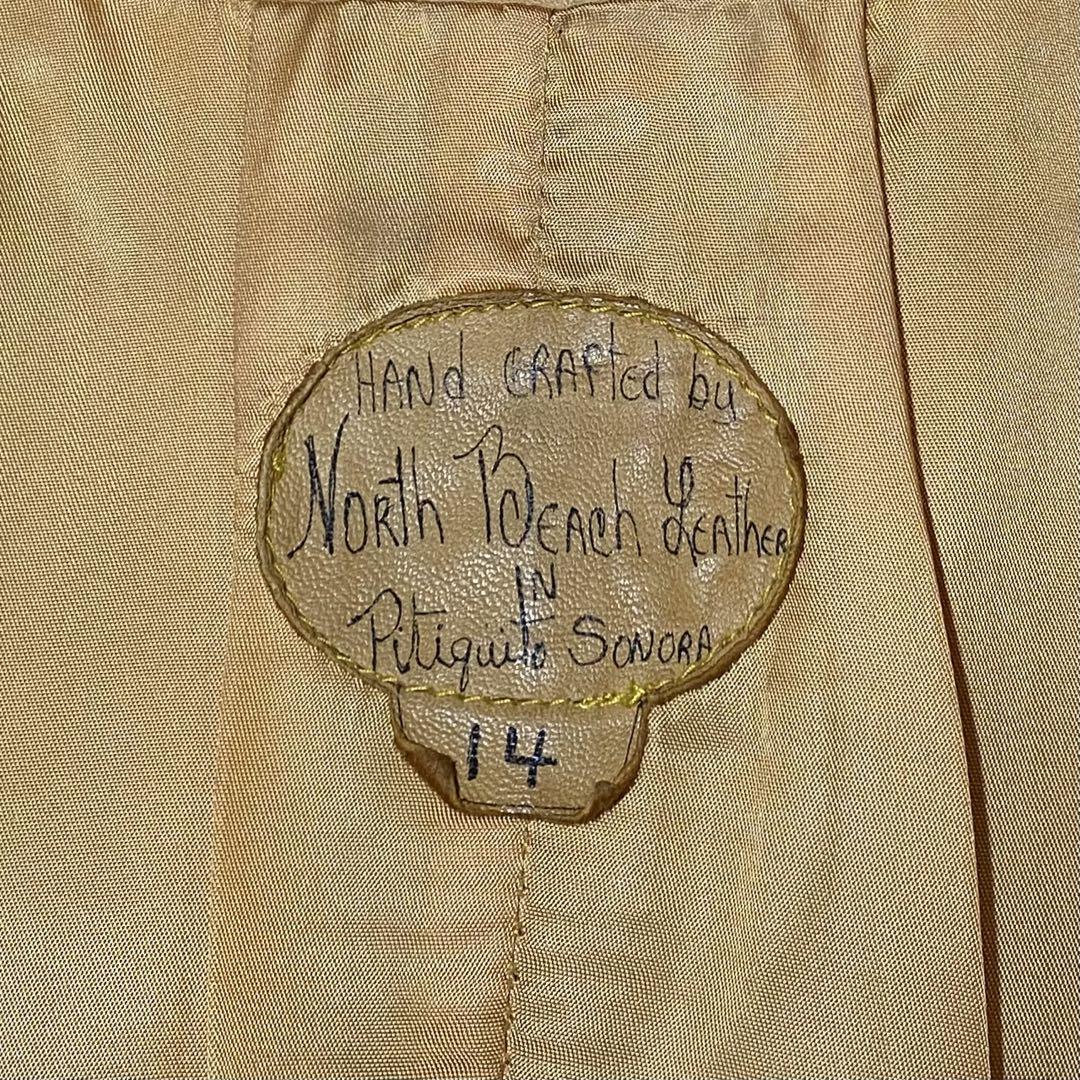 HANd CRAFtEd by
NORth BEAch LEAthER
IN
Pitiquito SONORA
14